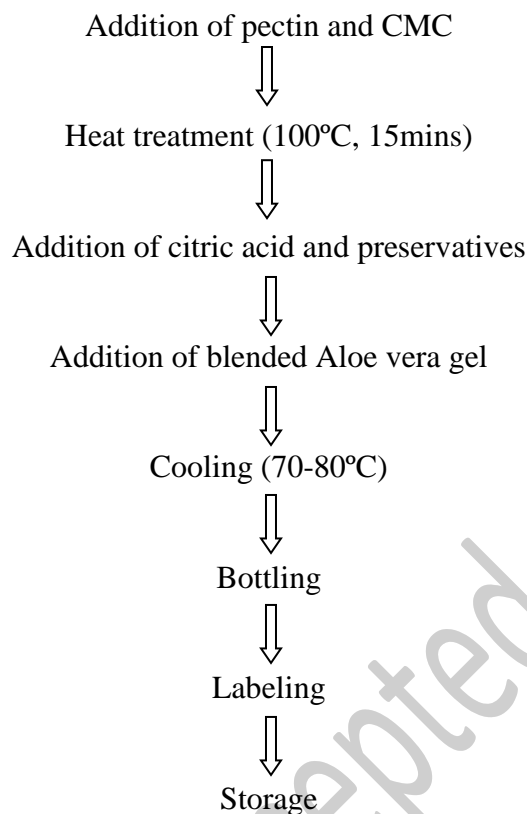 Addition of pectin and CMC
Heat treatment (100ºC, 15mins)
Addition of citric acid and preservatives
Addition of blended Aloe vera gel
Cooling (70-80ºC)
Bottling
Labeling
Storage